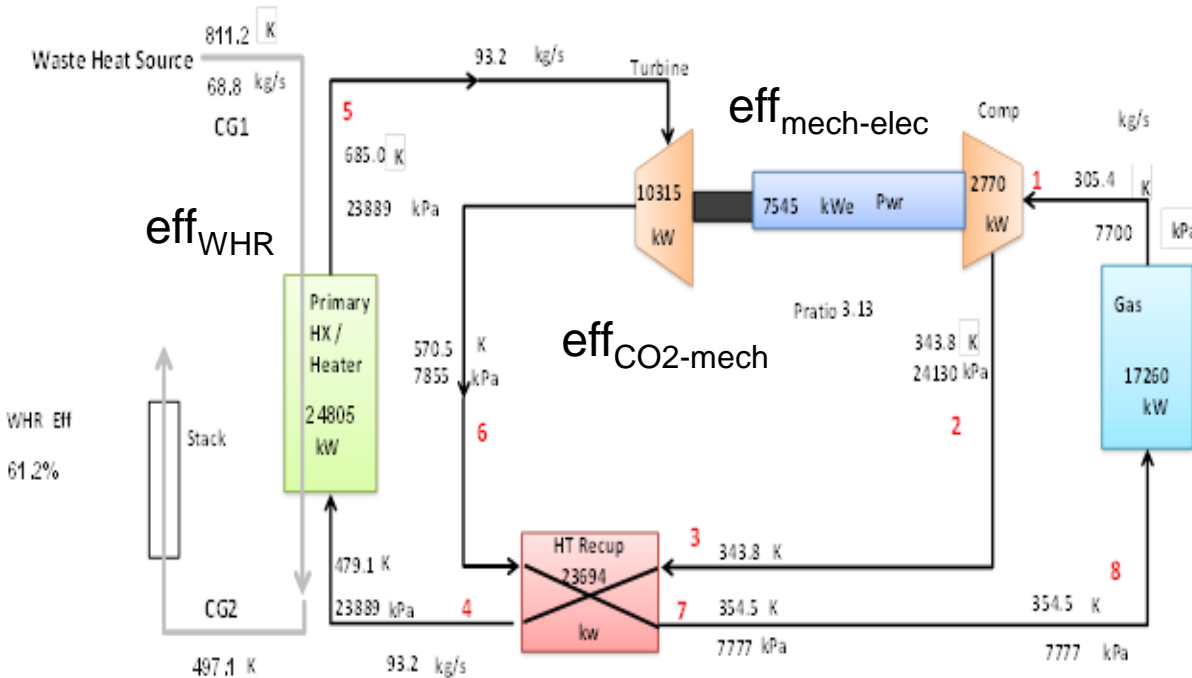 811.2 K
Waste Heat Source
68.8 kg/s
CG1
93.2 kg/s
Turbine
5
685.0 K
23889 kPa
eff_WHR
eff_mech-elec
Comp
kg/s
10315
kW
7545 kWe Pwr
2770
kW
1
305.4 K
7700 kPa
Primary
HX /
Heater
24805
kW
Pratio 3.13
eff_CO2-mech
570.5 K
7855 kPa
343.8 K
24130 kPa
Gas
17260
kW
WHR Eff
61.2%
Stack
6
2
HT Recup
23694
kw
3
343.8 K
8
479.1 K
23889 kPa
4
7
354.5 K
7777 kPa
354.5 K
7777 kPa
CG2
497.1 K
93.2 kg/s